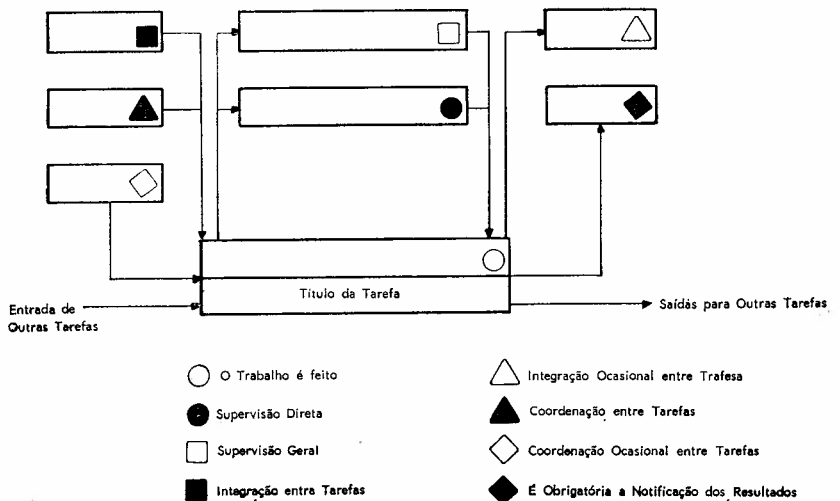 Título da Tarefa
Entrada de
Outras Tarefas
Saídas para Outras Tarefas
O Trabalho é feito
Supervisão Direta
Supervisão Geral
Integração entra Tarefas
Integração Ocasional entre Trafesa
Coordenação entre Tarefas
Coordenação Ocasional entre Tarefas
É Obrigatória a Notificação dos Resultados